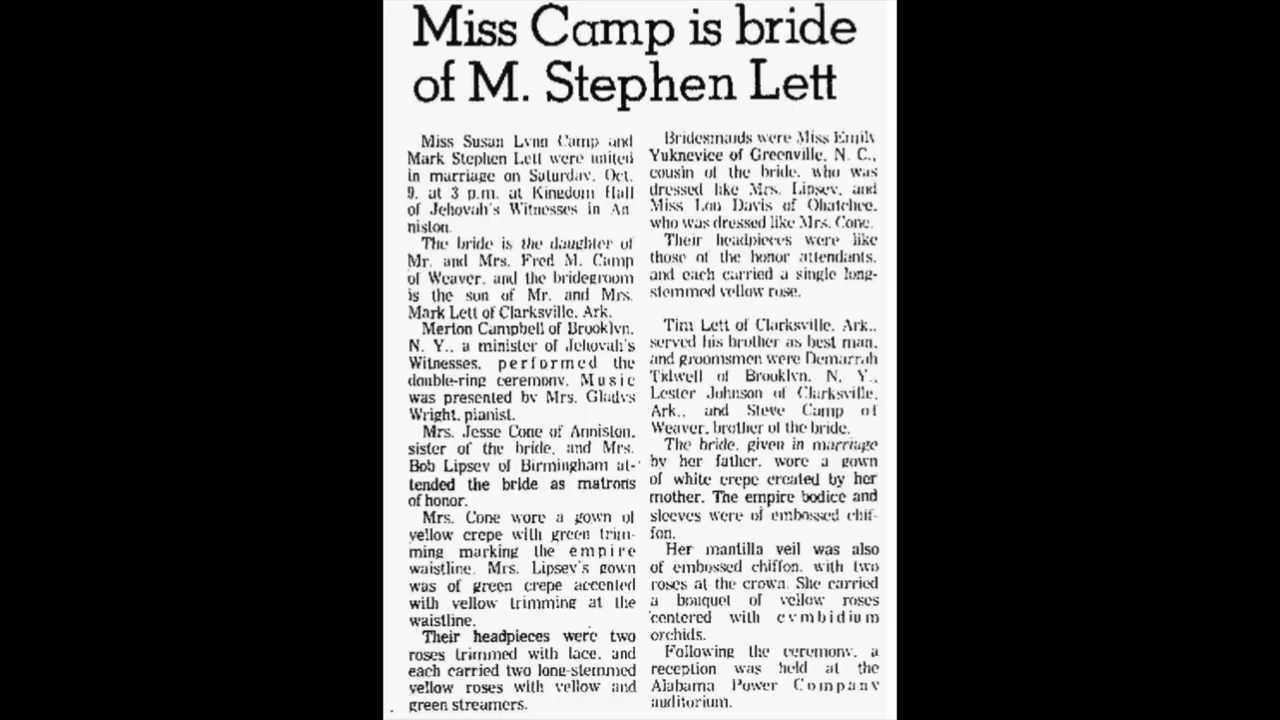 Miss Camp is bride
of M. Stephen Lett
Miss Susan Lynn Camp and
Mark Stephen Lett were united
in marriage on Saturday, Oct.
9, at 3 p.m. at Kingdom Hall
of Jehovah's Witnesses in An
niston.
The bride is the daughter of
Mr. and Mrs. Fred M. Camp
of Weaver, and the bridegroom
is the son of Mr. and Mrs.
Mark Lett of Clarksville, Ark.
Merton Campbell of Brooklyn,
N. Y., a minister of Jehovah's
Witnesses, performed the
double-ring ceremony. Music
was presented by Mrs. Gladys
Wright, pianist.
Mrs. Jesse Cone of Anniston,
sister of the bride, and Mrs.
Bob Lipsey of Birmingham at-
tended the bride as matrons
of honor.
Mrs. Cone wore a gown of
yellow crepe with green trim-
ming marking the empire
waistline. Mrs. Lipsey's gown
was of green crepe accented
with yellow trimming at the
waistline.
Their headpieces were two
roses trimmed with lace, and
each carried two long-stemmed
yellow roses with yellow and
green streamers.
Bridesmaids were Miss Emily
Yuknevice of Greenville, N. C.,
cousin of the bride, who was
dressed like Mrs. Lipsey, and
Miss Lou Davis of Ohatchee,
who was dressed like Mrs. Cone.
Their headpieces were like
those of the honor attendants,
and each carried a single long-
stemmed yellow rose.
Tim Lett of Clarksville, Ark.,
served his brother as best man,
and groomsmen were Demarrah
Tidwell of Brooklyn, N. Y.,
Lester Johnson of Clarksville,
Ark., and Steve Camp of
Weaver, brother of the bride.
The bride, given in marriage
by her father, wore a gown
of white crepe created by her
mother. The empire bodice and
sleeves were of embossed chif-
fon.
Her mantilla veil was also
of embossed chiffon, with two
roses at the crown. She carried
a bouquet of yellow roses
centered with cymbidium
orchids.
Following the ceremony, a
reception was held at the
Alabama Power Company
auditorium.